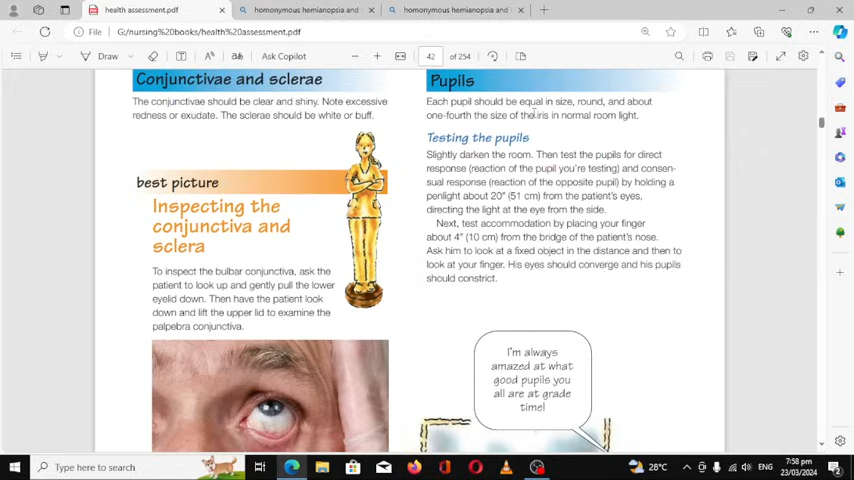 health assessment.pdf
homonymous hemianopsia and
homonymous hemianopsia and
File
G:/nursing%20books/health%20assessment.pdf
Draw
Ask Copilot
42
of 254
Conjunctivae and sclerae
The conjunctivae should be clear and shiny. Note excessive
redness or exudate. The sclerae should be white or buff.
best picture
Inspecting the
conjunctiva and
sclera
To inspect the bulbar conjunctiva, ask the
patient to look up and gently pull the lower
eyelid down. Then have the patient look
down and lift the upper lid to examine the
palpebra conjunctiva.
Pupils
Each pupil should be equal in size, round, and about
one-fourth the size of the iris in normal room light.
Testing the pupils
Slightly darken the room. Then test the pupils for direct
response (reaction of the pupil you're testing) and consen-
sual response (reaction of the opposite pupil) by holding a
penlight about 20" (51 cm) from the patient's eyes,
directing the light at the eye from the side.
Next, test accommodation by placing your finger
about 4" (10 cm) from the bridge of the patient's nose.
Ask him to look at a fixed object in the distance and then to
look at your finger. His eyes should converge and his pupils
should constrict.
I'm always
amazed at what
good pupils you
all are at grade
time!
Type here to search
28°C
ENG
7:58 pm
23/03/2024